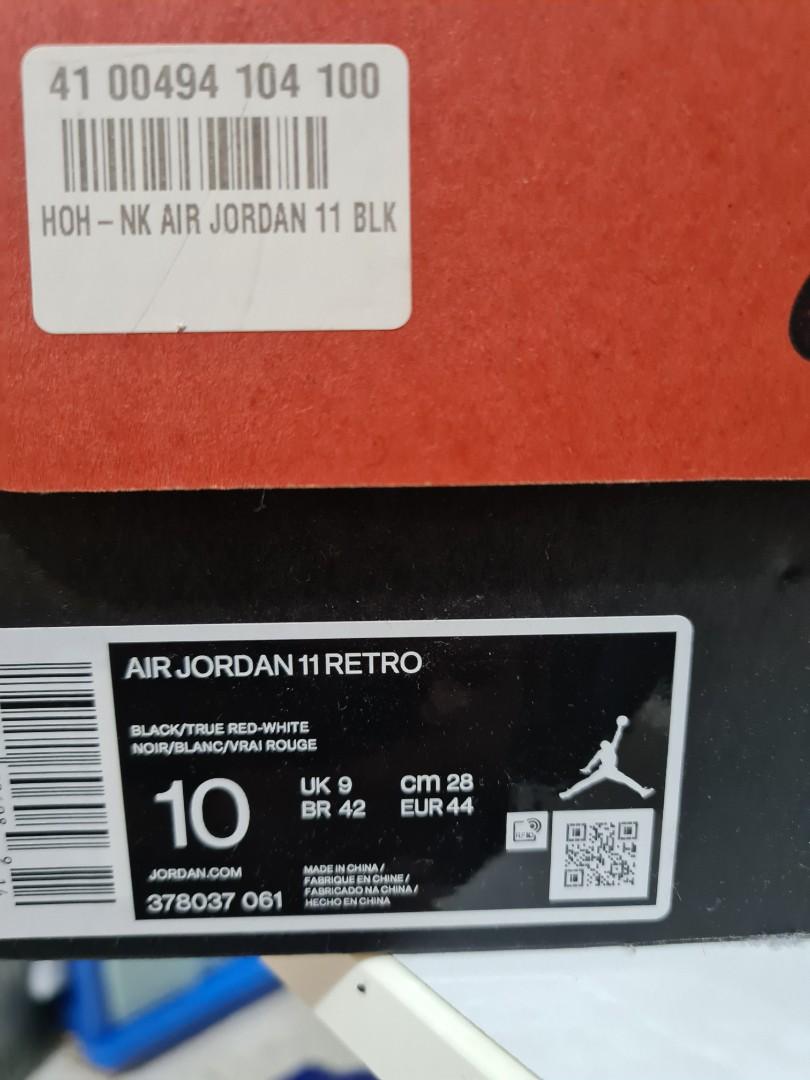 41 00494 104 100
HOH – NK AIR JORDAN 11 BLK
AIR JORDAN 11 RETRO
BLACK/TRUE RED-WHITE
NOIR/BLANC/VRAI ROUGE
10
UK 9
cm 28
BR 42
EUR 44
RFID
JORDAN.COM
378037 061
MADE IN CHINA /
FABRIQUE EN CHINE /
FABRICADO NA CHINA /
HECHO EN CHINA